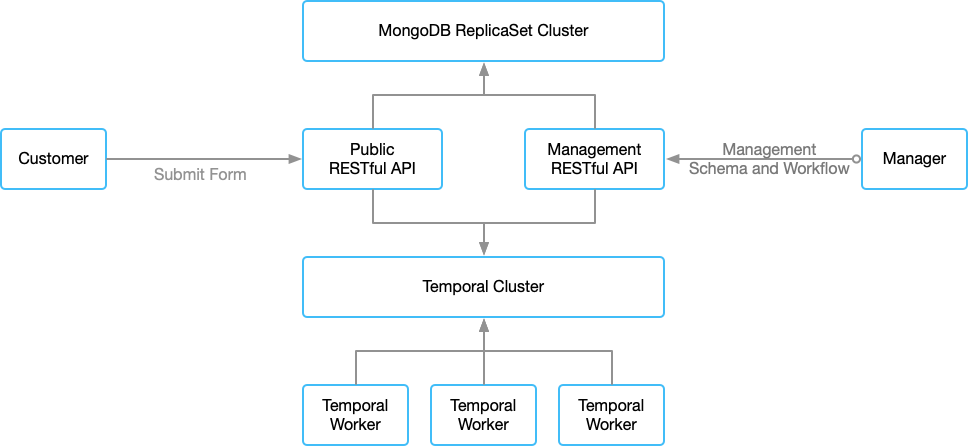 MongoDB ReplicaSet Cluster
Customer
Submit Form
Public
RESTful API
Management
RESTful API
Management
Schema and Workflow
Manager
Temporal Cluster
Temporal
Worker
Temporal
Worker
Temporal
Worker